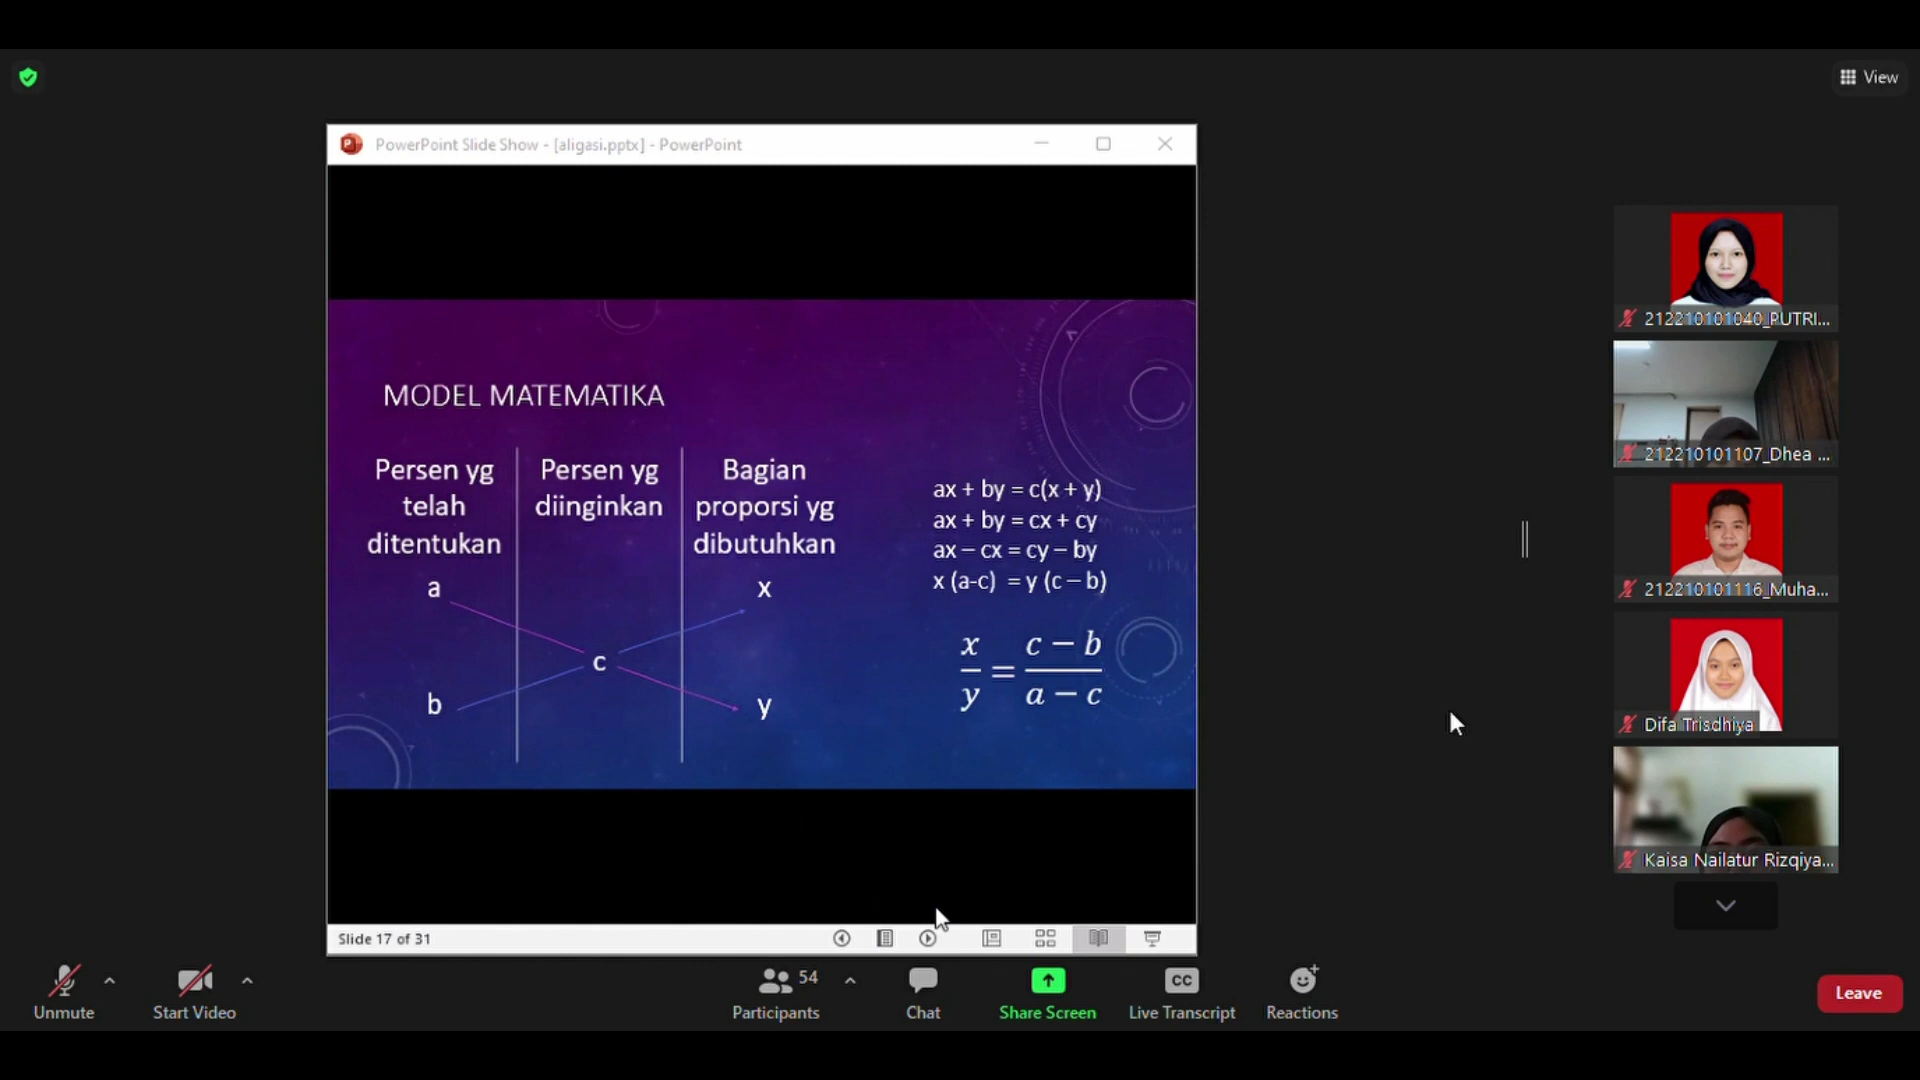 View
PowerPoint Slide Show - [aligasi.pptx] - PowerPoint
MODEL MATEMATIKA
Persen yg
telah
ditentukan
a
b
Persen yg
diinginkan
c
Bagian
proporsi yg
dibutuhkan
x
y
ax + by = c(x + y)
ax + by = cx + cy
ax – cx = cy – by
x (a-c) = y (c – b)
x/y = (c − b)/(a − c)
212210101040_PUTRI...
212210101107_Dhea ...
212210101116_Muha...
Difa Trisdhiya
Kaisa Nailatur Rizqiya...
Slide 17 of 31
Unmute
Start Video
54
Participants
Chat
Share Screen
CC
Live Transcript
Reactions
Leave